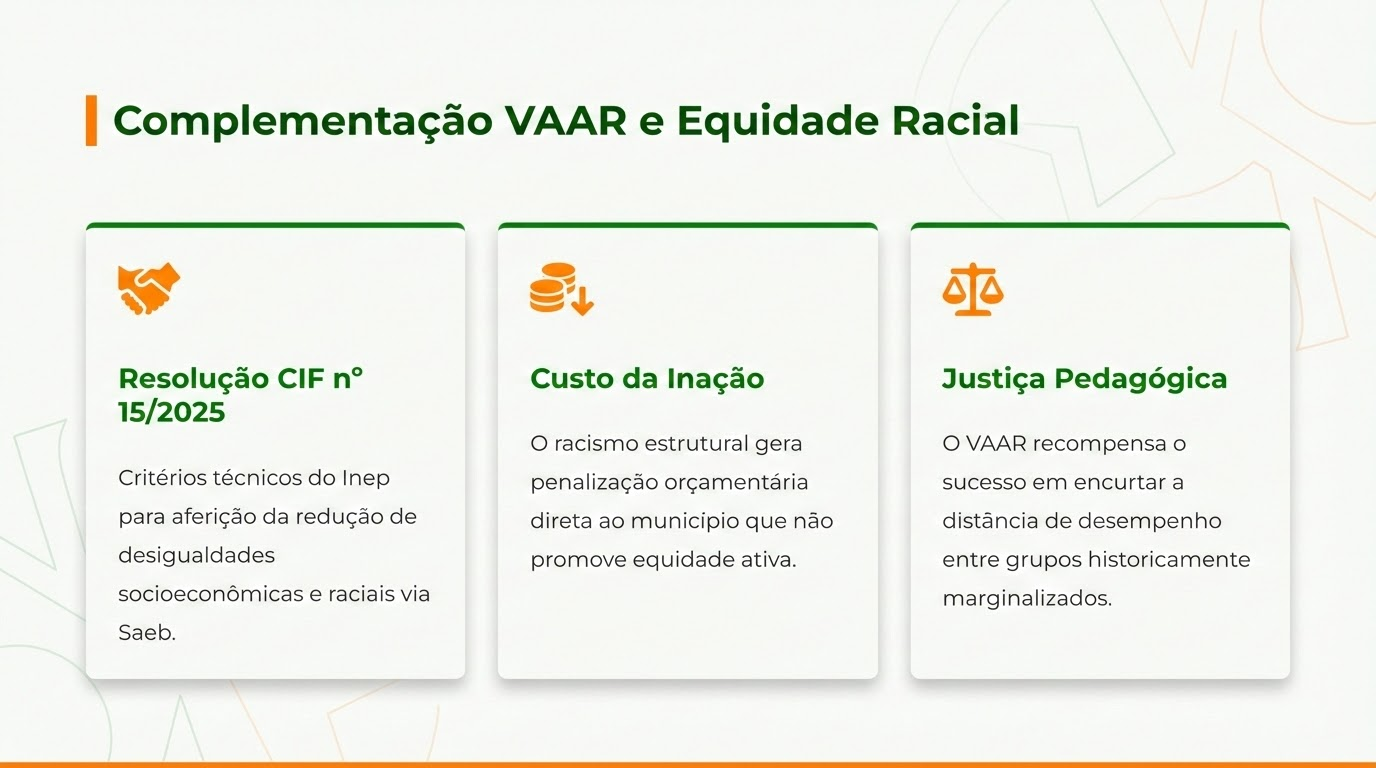 Complementação VAAR e Equidade Racial
Resolução CIF nº
15/2025
Critérios técnicos do Inep
para aferição da redução de
desigualdades
socioeconômicas e raciais via
Saeb.
Custo da Inação
O racismo estrutural gera
penalização orçamentária
direta ao município que não
promove equidade ativa.
Justiça Pedagógica
O VAAR recompensa o
sucesso em encurtar a
distância de desempenho
entre grupos historicamente
marginalizados.